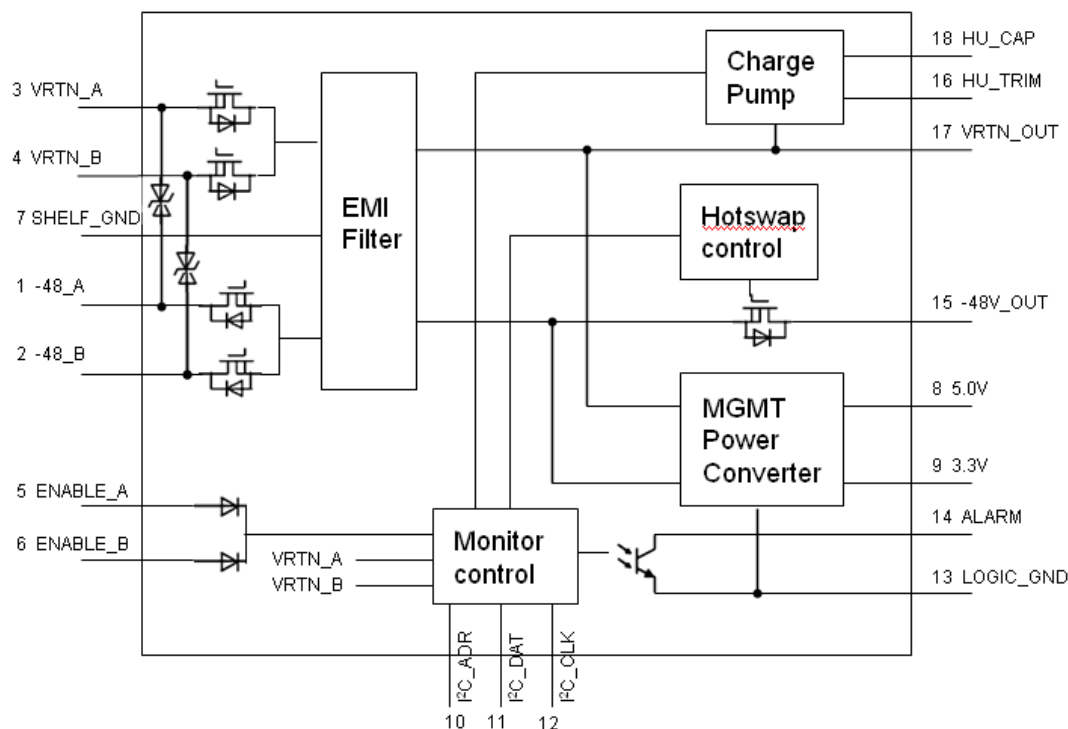 18 HU_CAP
Charge
Pump
3 VRTN_A
16 HU_TRIM
17 VRTN_OUT
4 VRTN_B
EMI
Filter
Hotswap
control
7 SHELF_GND
1 -48_A
15 -48V_OUT
2 -48_B
MGMT
Power
Converter
8 5.0V
9 3.3V
5 ENABLE_A
14 ALARM
6 ENABLE_B
Monitor
control
VRTN_A
VRTN_B
13 LOGIC_GND
I²C_ADR
I²C_DAT
I²C_CLK
10
11
12